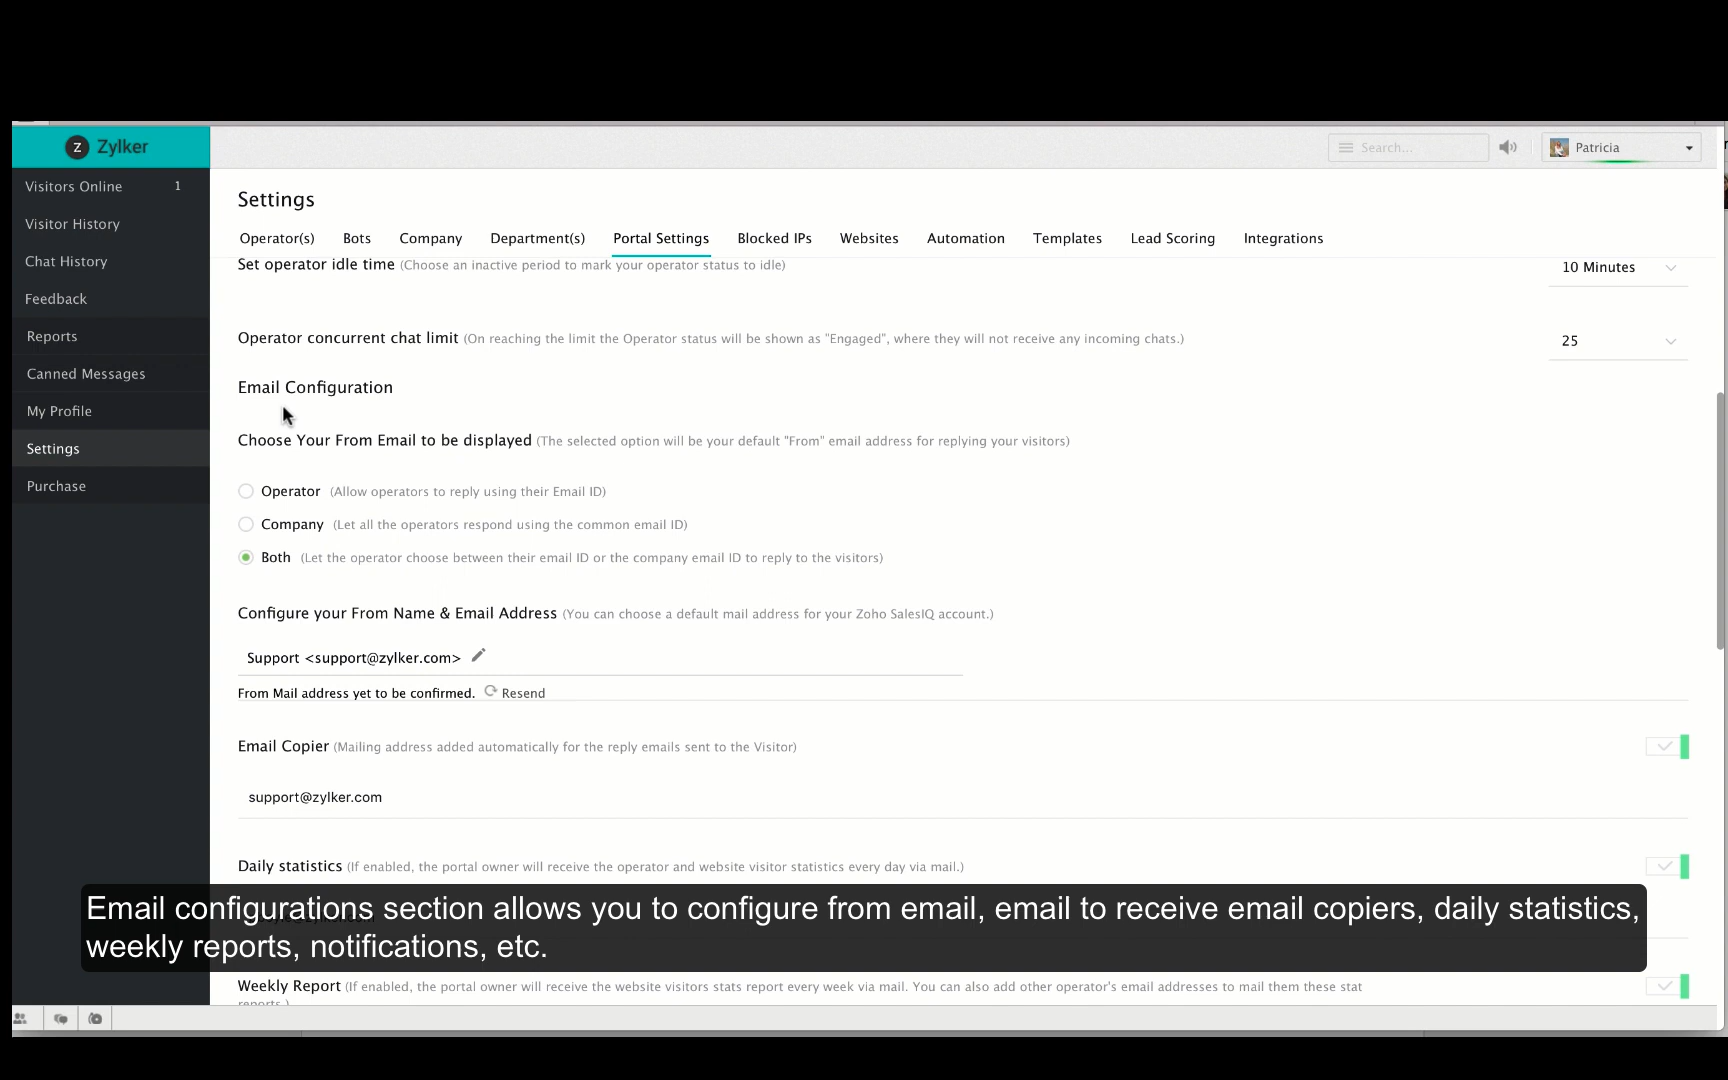 Z Zylker
Search...
Patricia
Visitors Online 1
Visitor History
Chat History
Feedback
Reports
Canned Messages
My Profile
Settings
Purchase
Settings
Operator(s) Bots Company Department(s) Portal Settings Blocked IPs Websites Automation Templates Lead Scoring Integrations
Set operator idle time (Choose an inactive period to mark your operator status to idle) 10 Minutes
Operator concurrent chat limit (On reaching the limit the Operator status will be shown as "Engaged", where they will not receive any incoming chats.) 25
Email Configuration
Choose Your From Email to be displayed (The selected option will be your default "From" email address for replying your visitors)
Operator (Allow operators to reply using their Email ID)
Company (Let all the operators respond using the common email ID)
Both (Let the operator choose between their email ID or the company email ID to reply to the visitors)
Configure your From Name & Email Address (You can choose a default mail address for your Zoho SalesIQ account.)
Support <support@zylker.com>
From Mail address yet to be confirmed. Resend
Email Copier (Mailing address added automatically for the reply emails sent to the Visitor)
support@zylker.com
Daily statistics (If enabled, the portal owner will receive the operator and website visitor statistics every day via mail.)
Email configurations section allows you to configure from email, email to receive email copiers, daily statistics,
weekly reports, notifications, etc.
Weekly Report (If enabled, the portal owner will receive the website visitors stats report every week via mail. You can also add other operator's email addresses to mail them these stat
reports.)